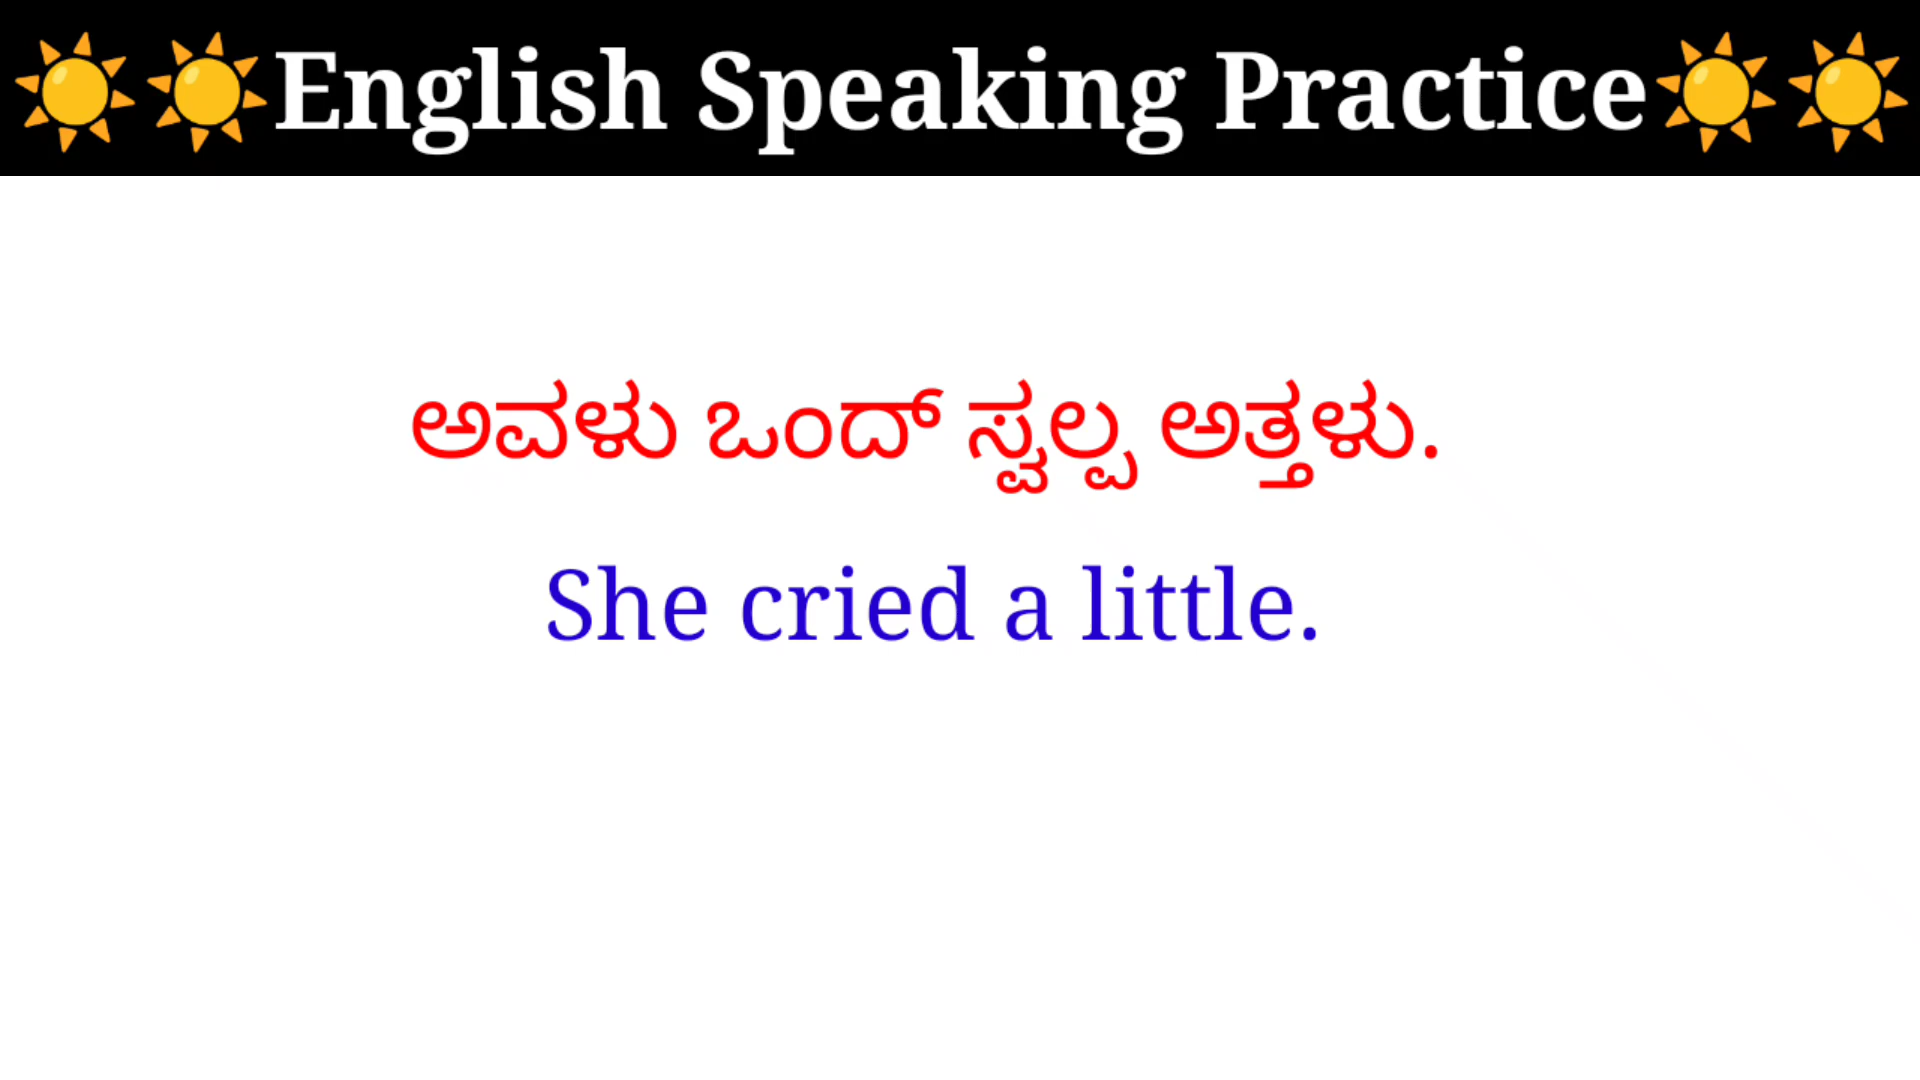 ☀️☀️English Speaking Practice☀️☀️
ಅವಳು ಒಂದ್ ಸ್ವಲ್ಪ ಅತ್ತಳು.
She cried a little.